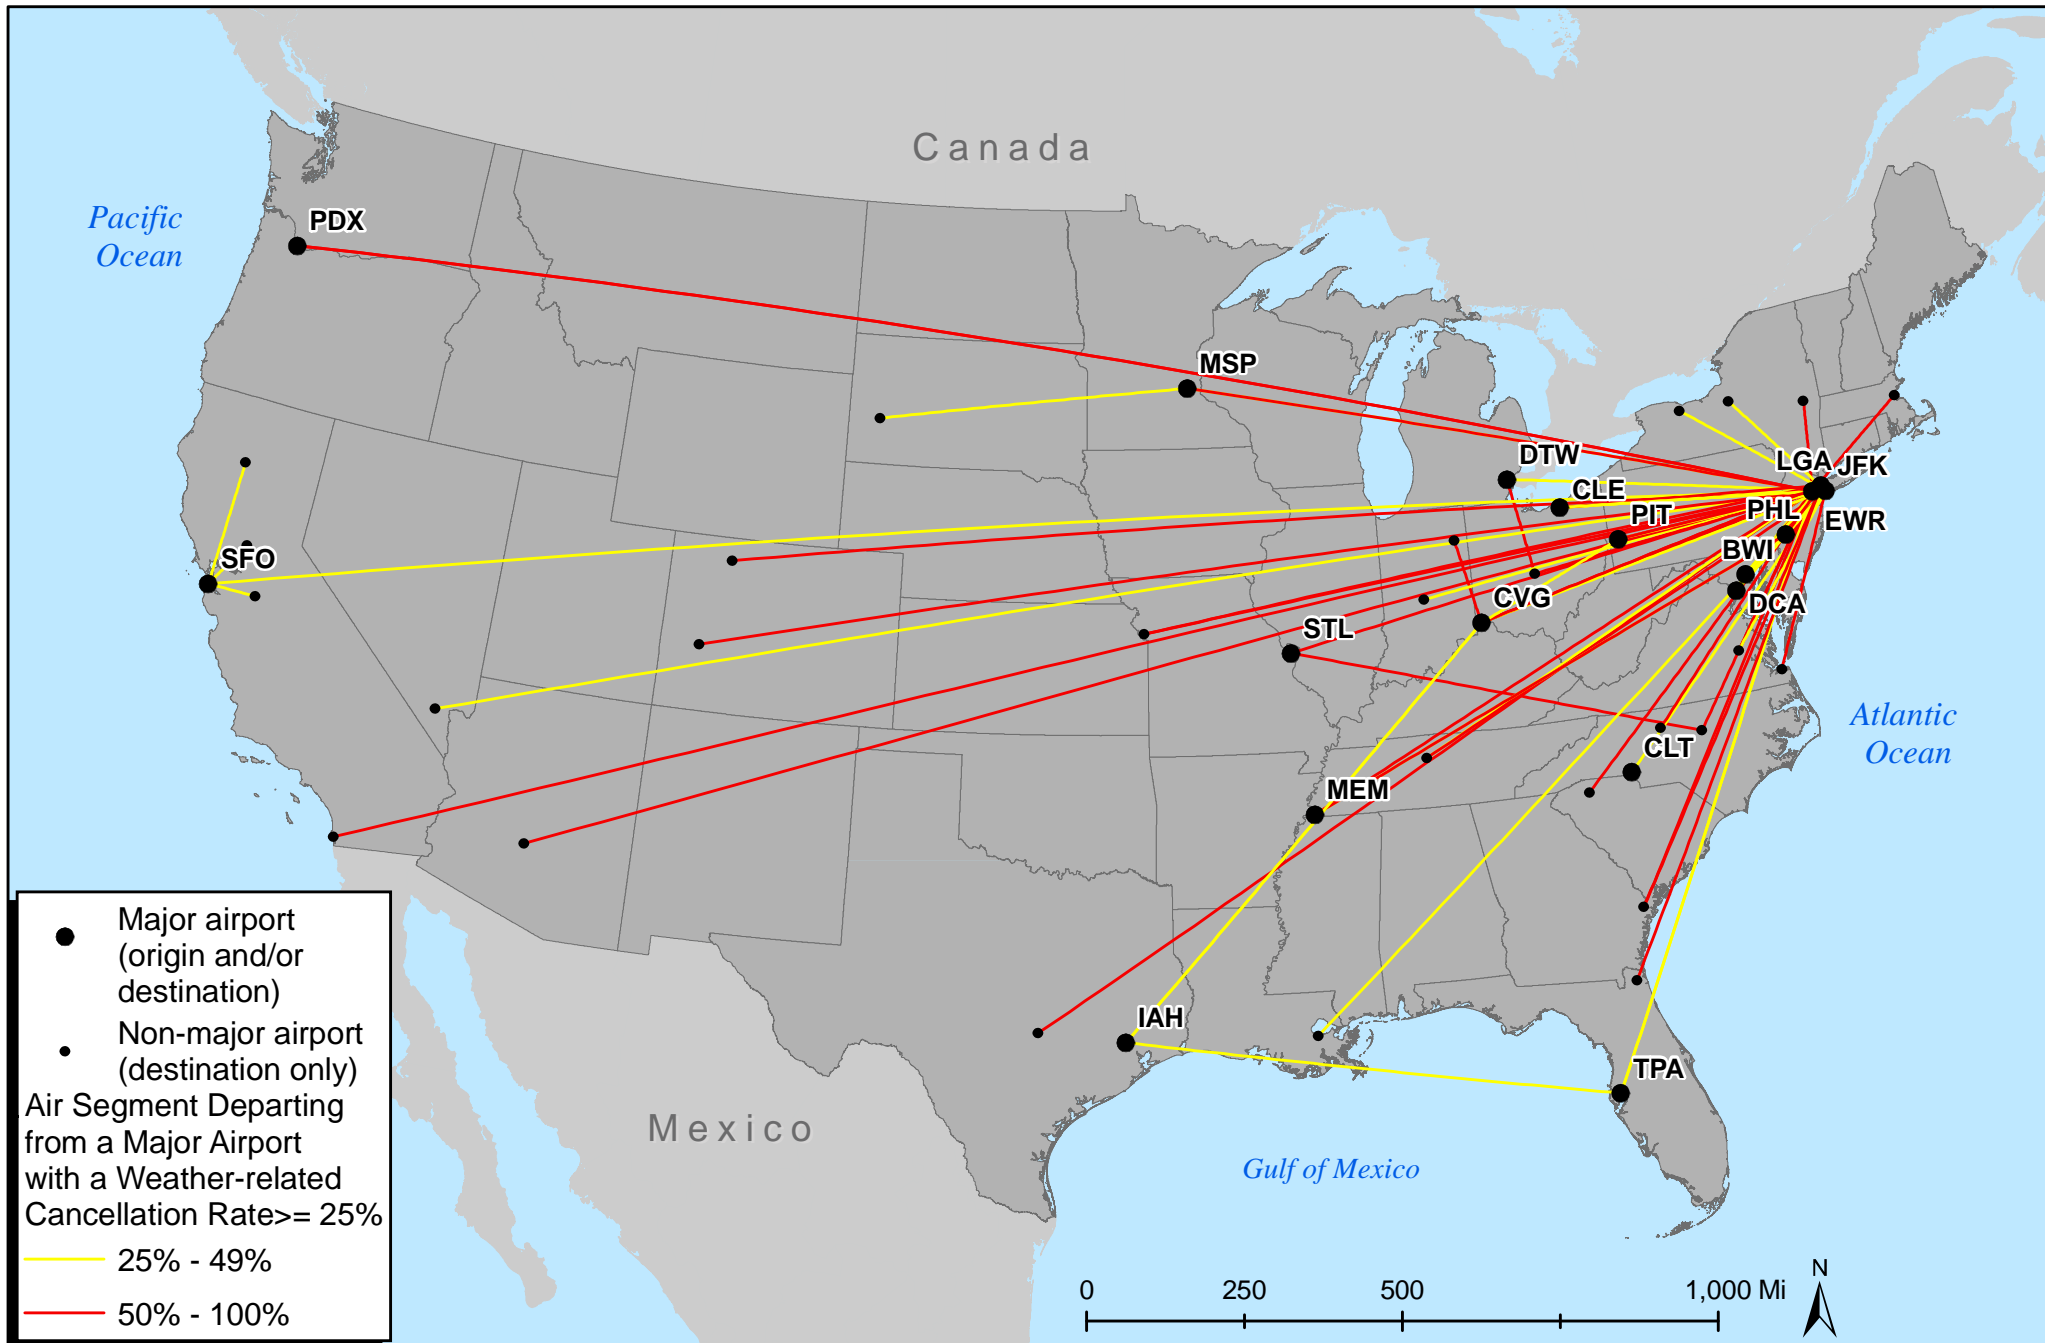 Canada
Pacific
Ocean
PDX
MSP
DTW
LGA
JFK
CLE
PIT
PHL
EWR
BWI
SFO
CVG
DCA
STL
Atlantic
Ocean
CLT
MEM
IAH
TPA
Mexico
Gulf of Mexico
Major airport
(origin and/or
destination)
Non-major airport
(destination only)
Air Segment Departing
from a Major Airport
with a Weather-related
Cancellation Rate>= 25%
25% - 49%
50% - 100%
0 250 500 1,000 Mi
N